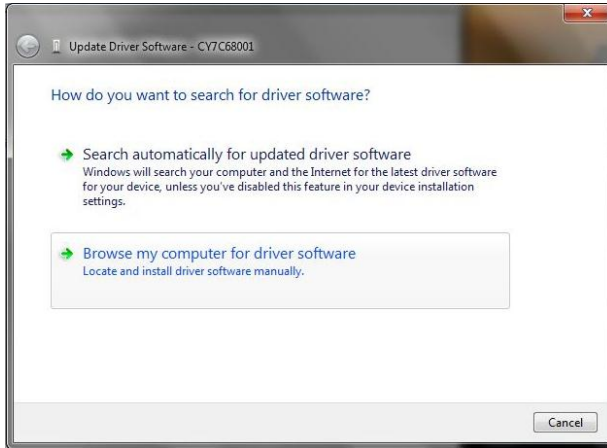 Update Driver Software - CY7C68001
How do you want to search for driver software?
Search automatically for updated driver software
Windows will search your computer and the Internet for the latest driver software
for your device, unless you've disabled this feature in your device installation
settings.
Browse my computer for driver software
Locate and install driver software manually.
Cancel